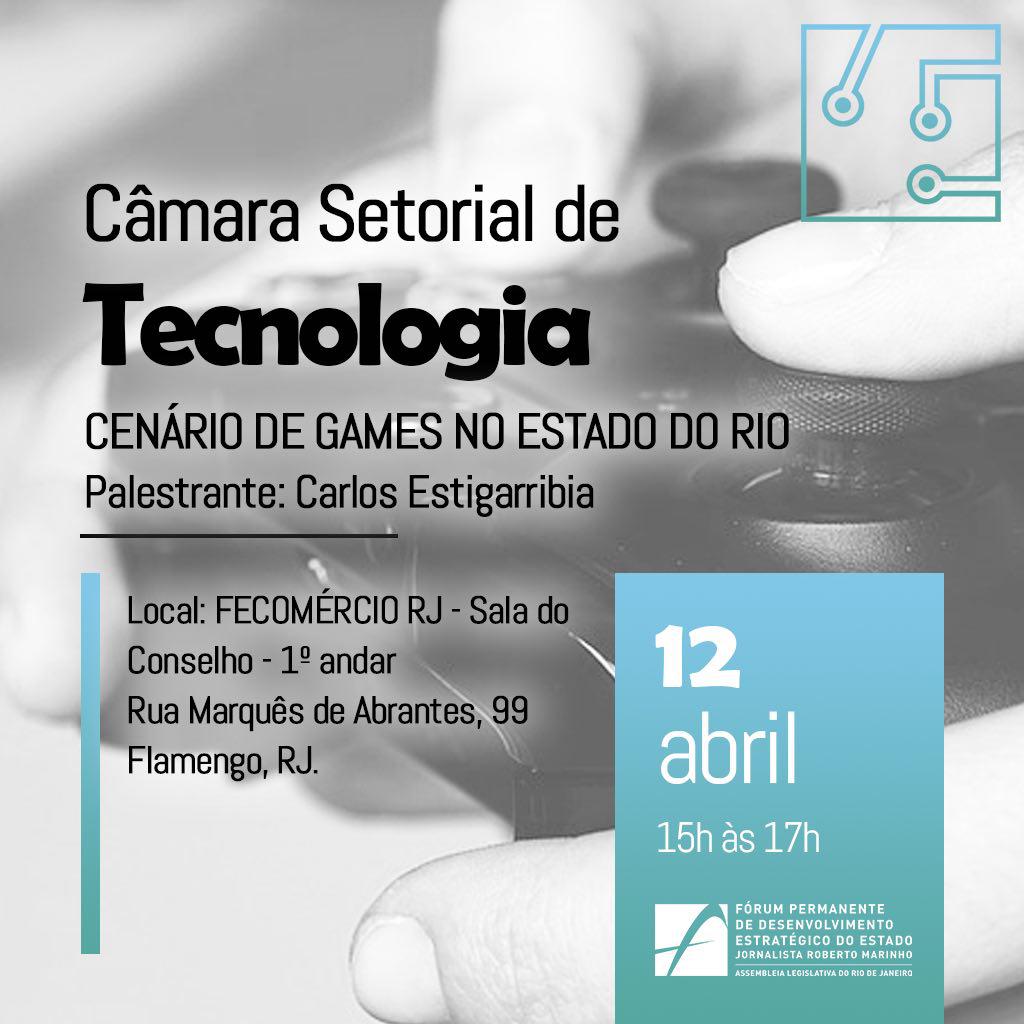 Câmara Setorial de
Tecnologia
CENÁRIO DE GAMES NO ESTADO DO RIO
Palestrante: Carlos Estigarribia
Local: FECOMÉRCIO RJ - Sala do
Conselho - 1º andar
Rua Marquês de Abrantes, 99
Flamengo, RJ.
12
abril
15h às 17h
FÓRUM PERMANENTE
DE DESENVOLVIMENTO
ESTRATÉGICO DO ESTADO
JORNALISTA ROBERTO MARINHO
ASSEMBLEIA LEGISLATIVA DO RIO DE JANEIRO